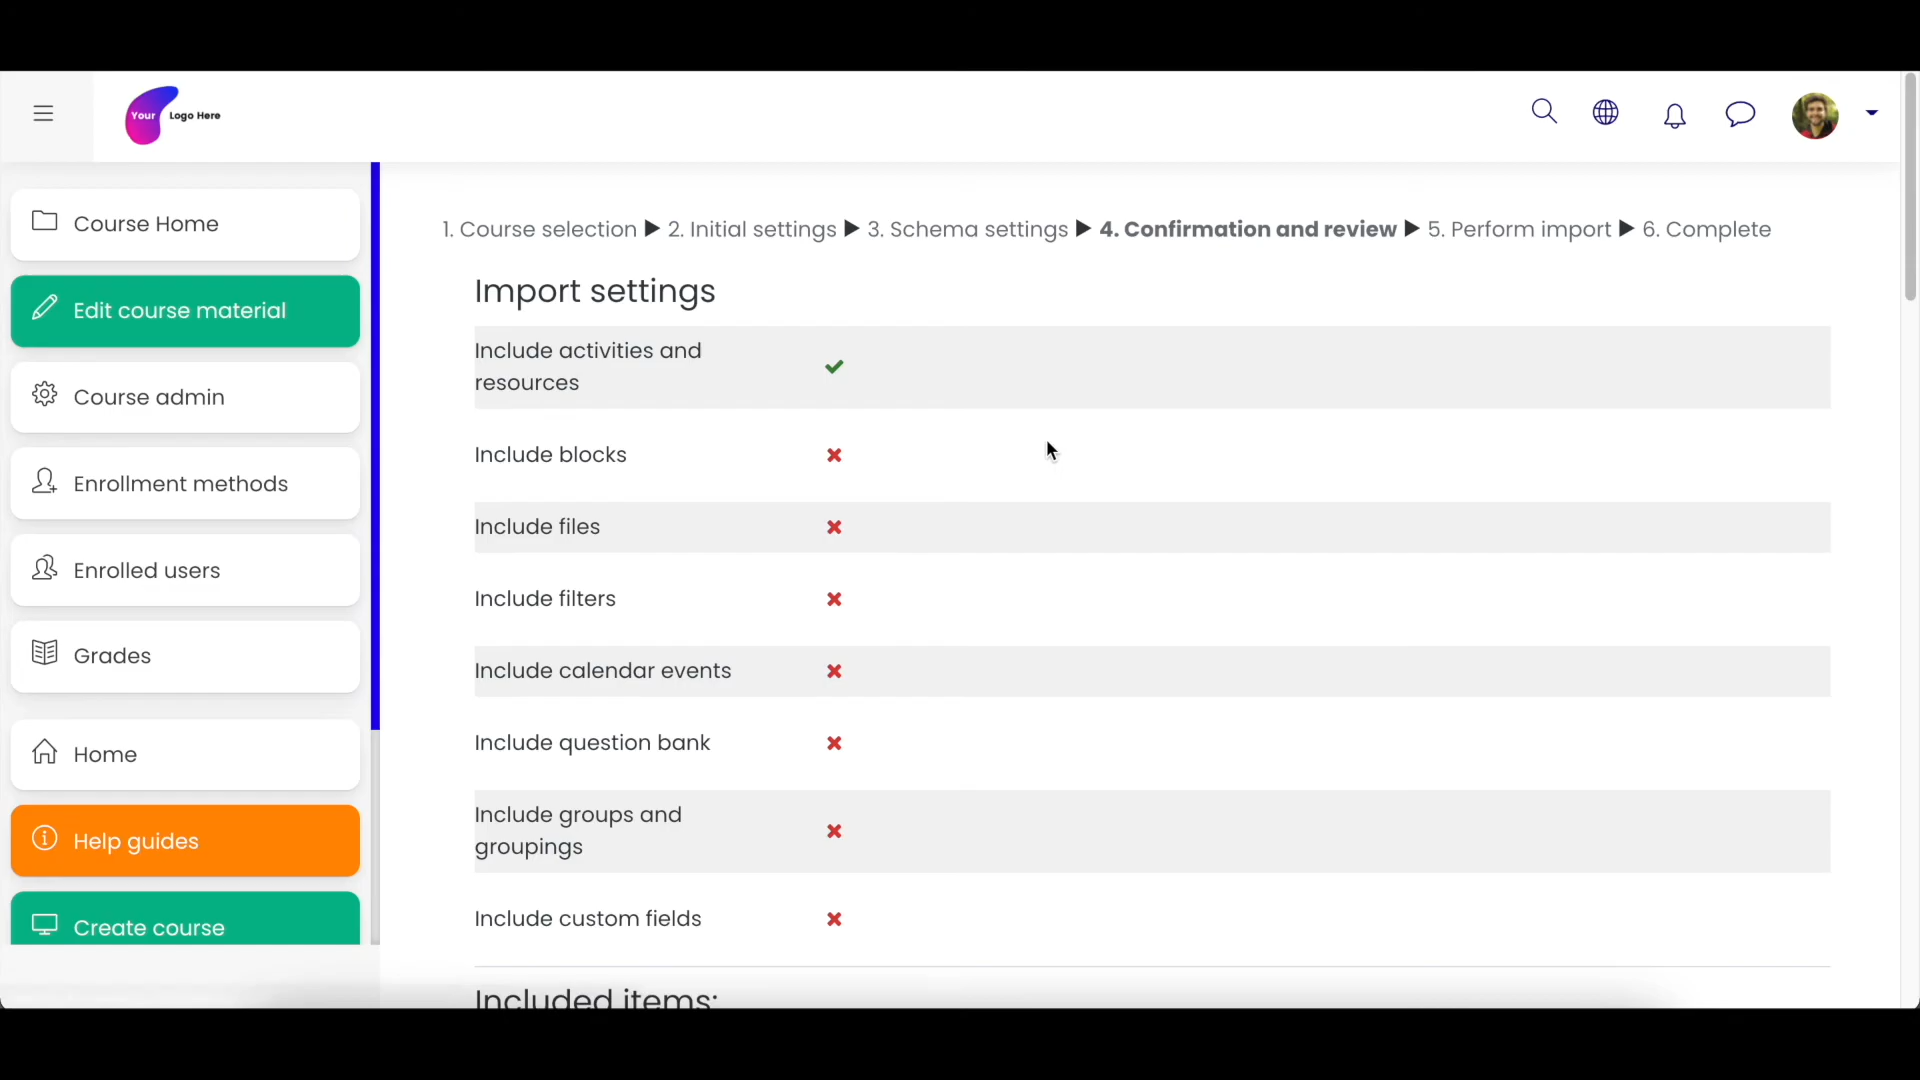 Your Logo Here
Course Home
Edit course material
Course admin
Enrollment methods
Enrolled users
Grades
Home
Help guides
Create course
1. Course selection ▶ 2. Initial settings ▶ 3. Schema settings ▶ 4. Confirmation and review ▶ 5. Perform import ▶ 6. Complete
Import settings
Include activities and
resources
Include blocks
Include files
Include filters
Include calendar events
Include question bank
Include groups and
groupings
Include custom fields
Included items: